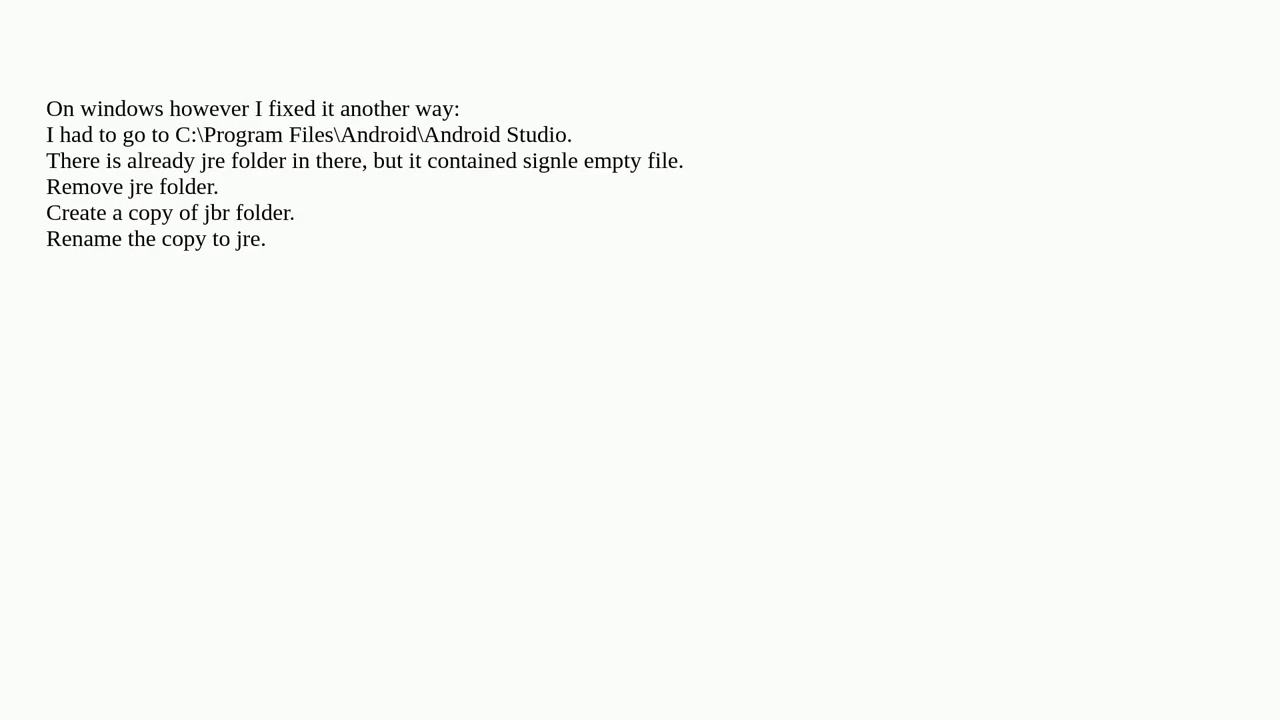 On windows however I fixed it another way:
I had to go to C:\Program Files\Android\Android Studio.
There is already jre folder in there, but it contained signle empty file.
Remove jre folder.
Create a copy of jbr folder.
Rename the copy to jre.